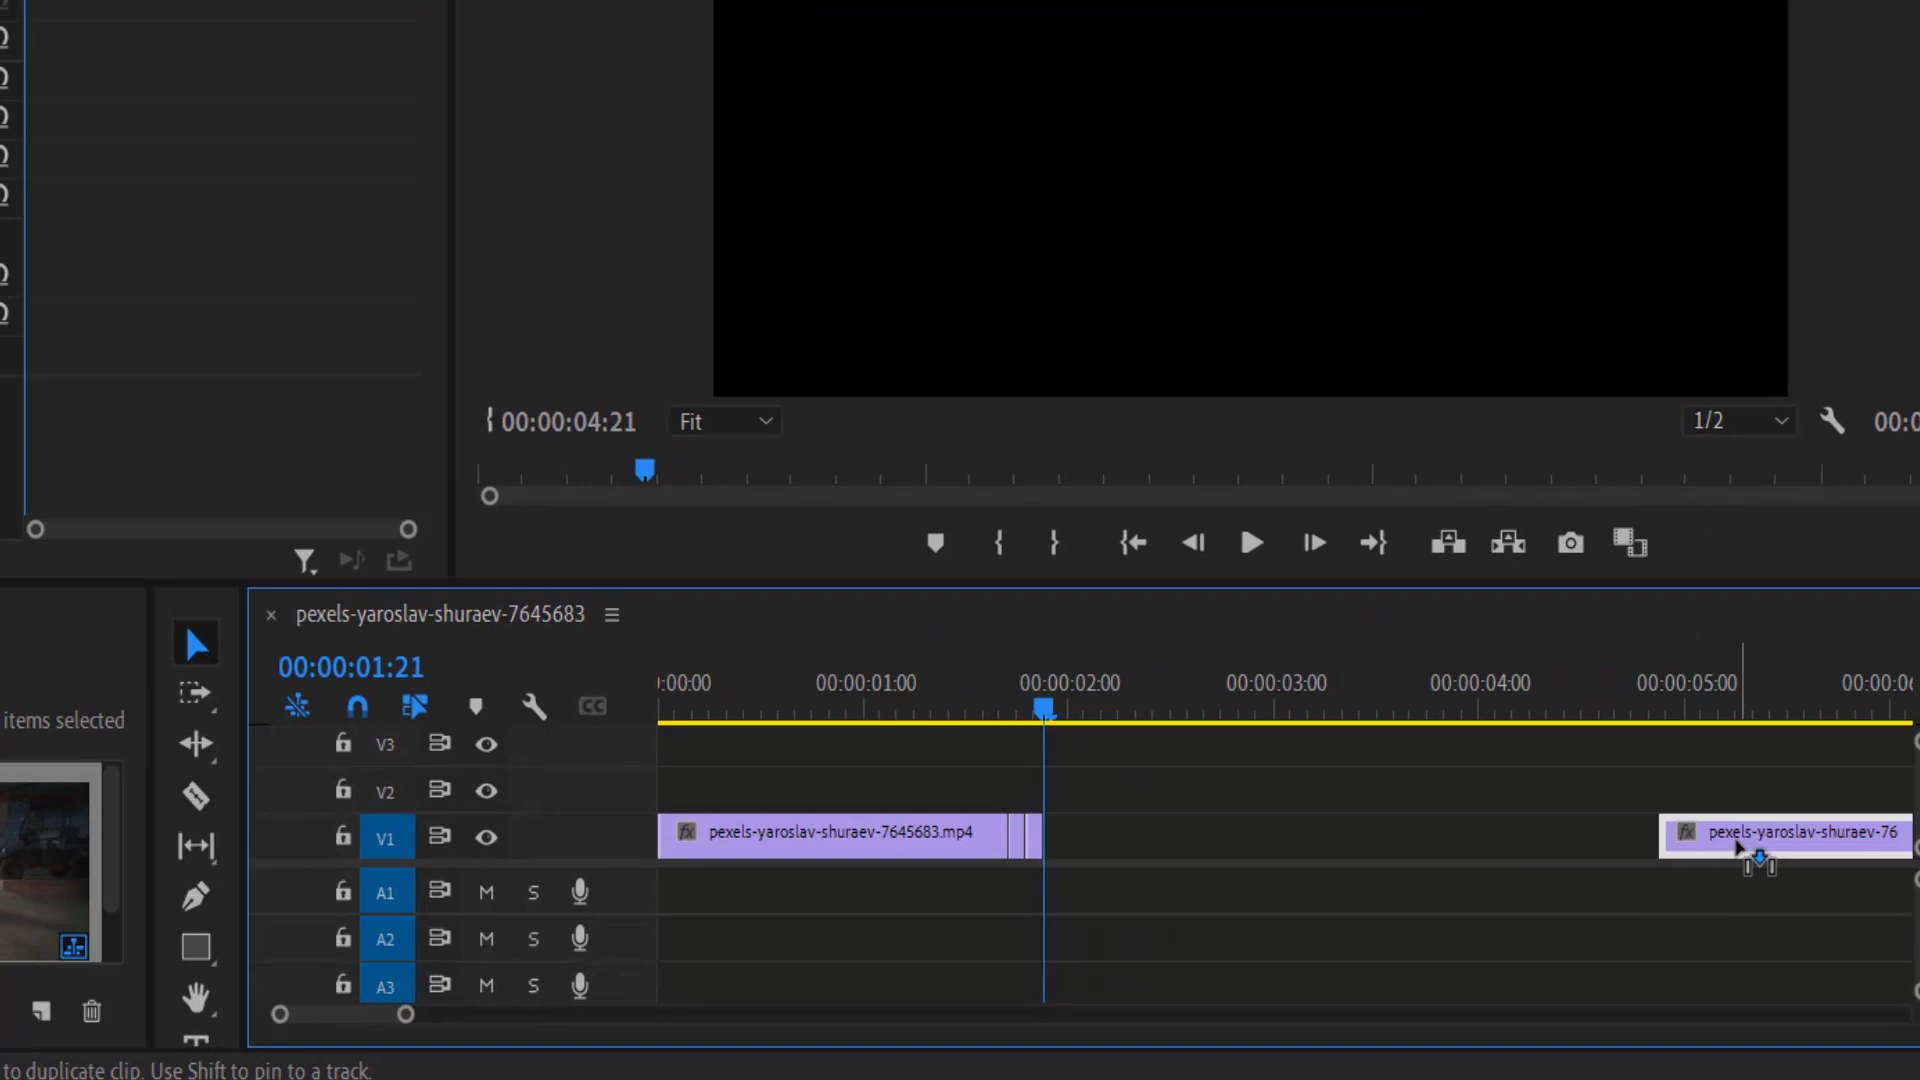 00:00:04:21 Fit 1/2 00:0
pexels-yaroslav-shuraev-7645683
00:00:01:21
:00:00 00:00:01:00 00:00:02:00 00:00:03:00 00:00:04:00 00:00:05:00 00:00:0
CC
items selected
V3
V2
V1 fx pexels-yaroslav-shuraev-7645683.mp4 fx pexels-yaroslav-shuraev-76
A1 M S
A2 M S
A3 M S
to duplicate clip. Use Shift to pin to a track.